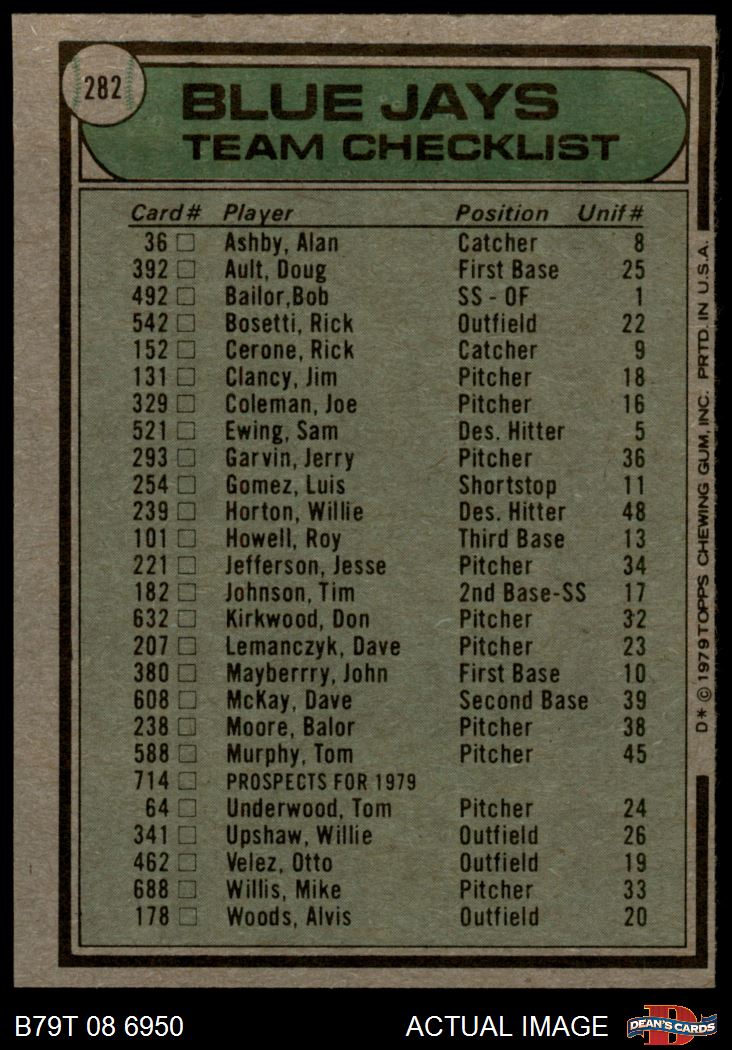 282
BLUE JAYS
TEAM CHECKLIST
Card # Player Position Unif #
36 Ashby, Alan Catcher 8
392 Ault, Doug First Base 25
492 Bailor,Bob SS - OF 1
542 Bosetti, Rick Outfield 22
152 Cerone, Rick Catcher 9
131 Clancy, Jim Pitcher 18
329 Coleman, Joe Pitcher 16
521 Ewing, Sam Des. Hitter 5
293 Garvin, Jerry Pitcher 36
254 Gomez, Luis Shortstop 11
239 Horton, Willie Des. Hitter 48
101 Howell, Roy Third Base 13
221 Jefferson, Jesse Pitcher 34
182 Johnson, Tim 2nd Base-SS 17
632 Kirkwood, Don Pitcher 32
207 Lemanczyk, Dave Pitcher 23
380 Mayberrry, John First Base 10
608 McKay, Dave Second Base 39
238 Moore, Balor Pitcher 38
588 Murphy, Tom Pitcher 45
714 PROSPECTS FOR 1979
64 Underwood, Tom Pitcher 24
341 Upshaw, Willie Outfield 26
462 Velez, Otto Outfield 19
688 Willis, Mike Pitcher 33
178 Woods, Alvis Outfield 20
D* © 1979 TOPPS CHEWING GUM, INC. PRTD. IN U.S.A.
B79T 08 6950 ACTUAL IMAGE D DEAN'S CARDS